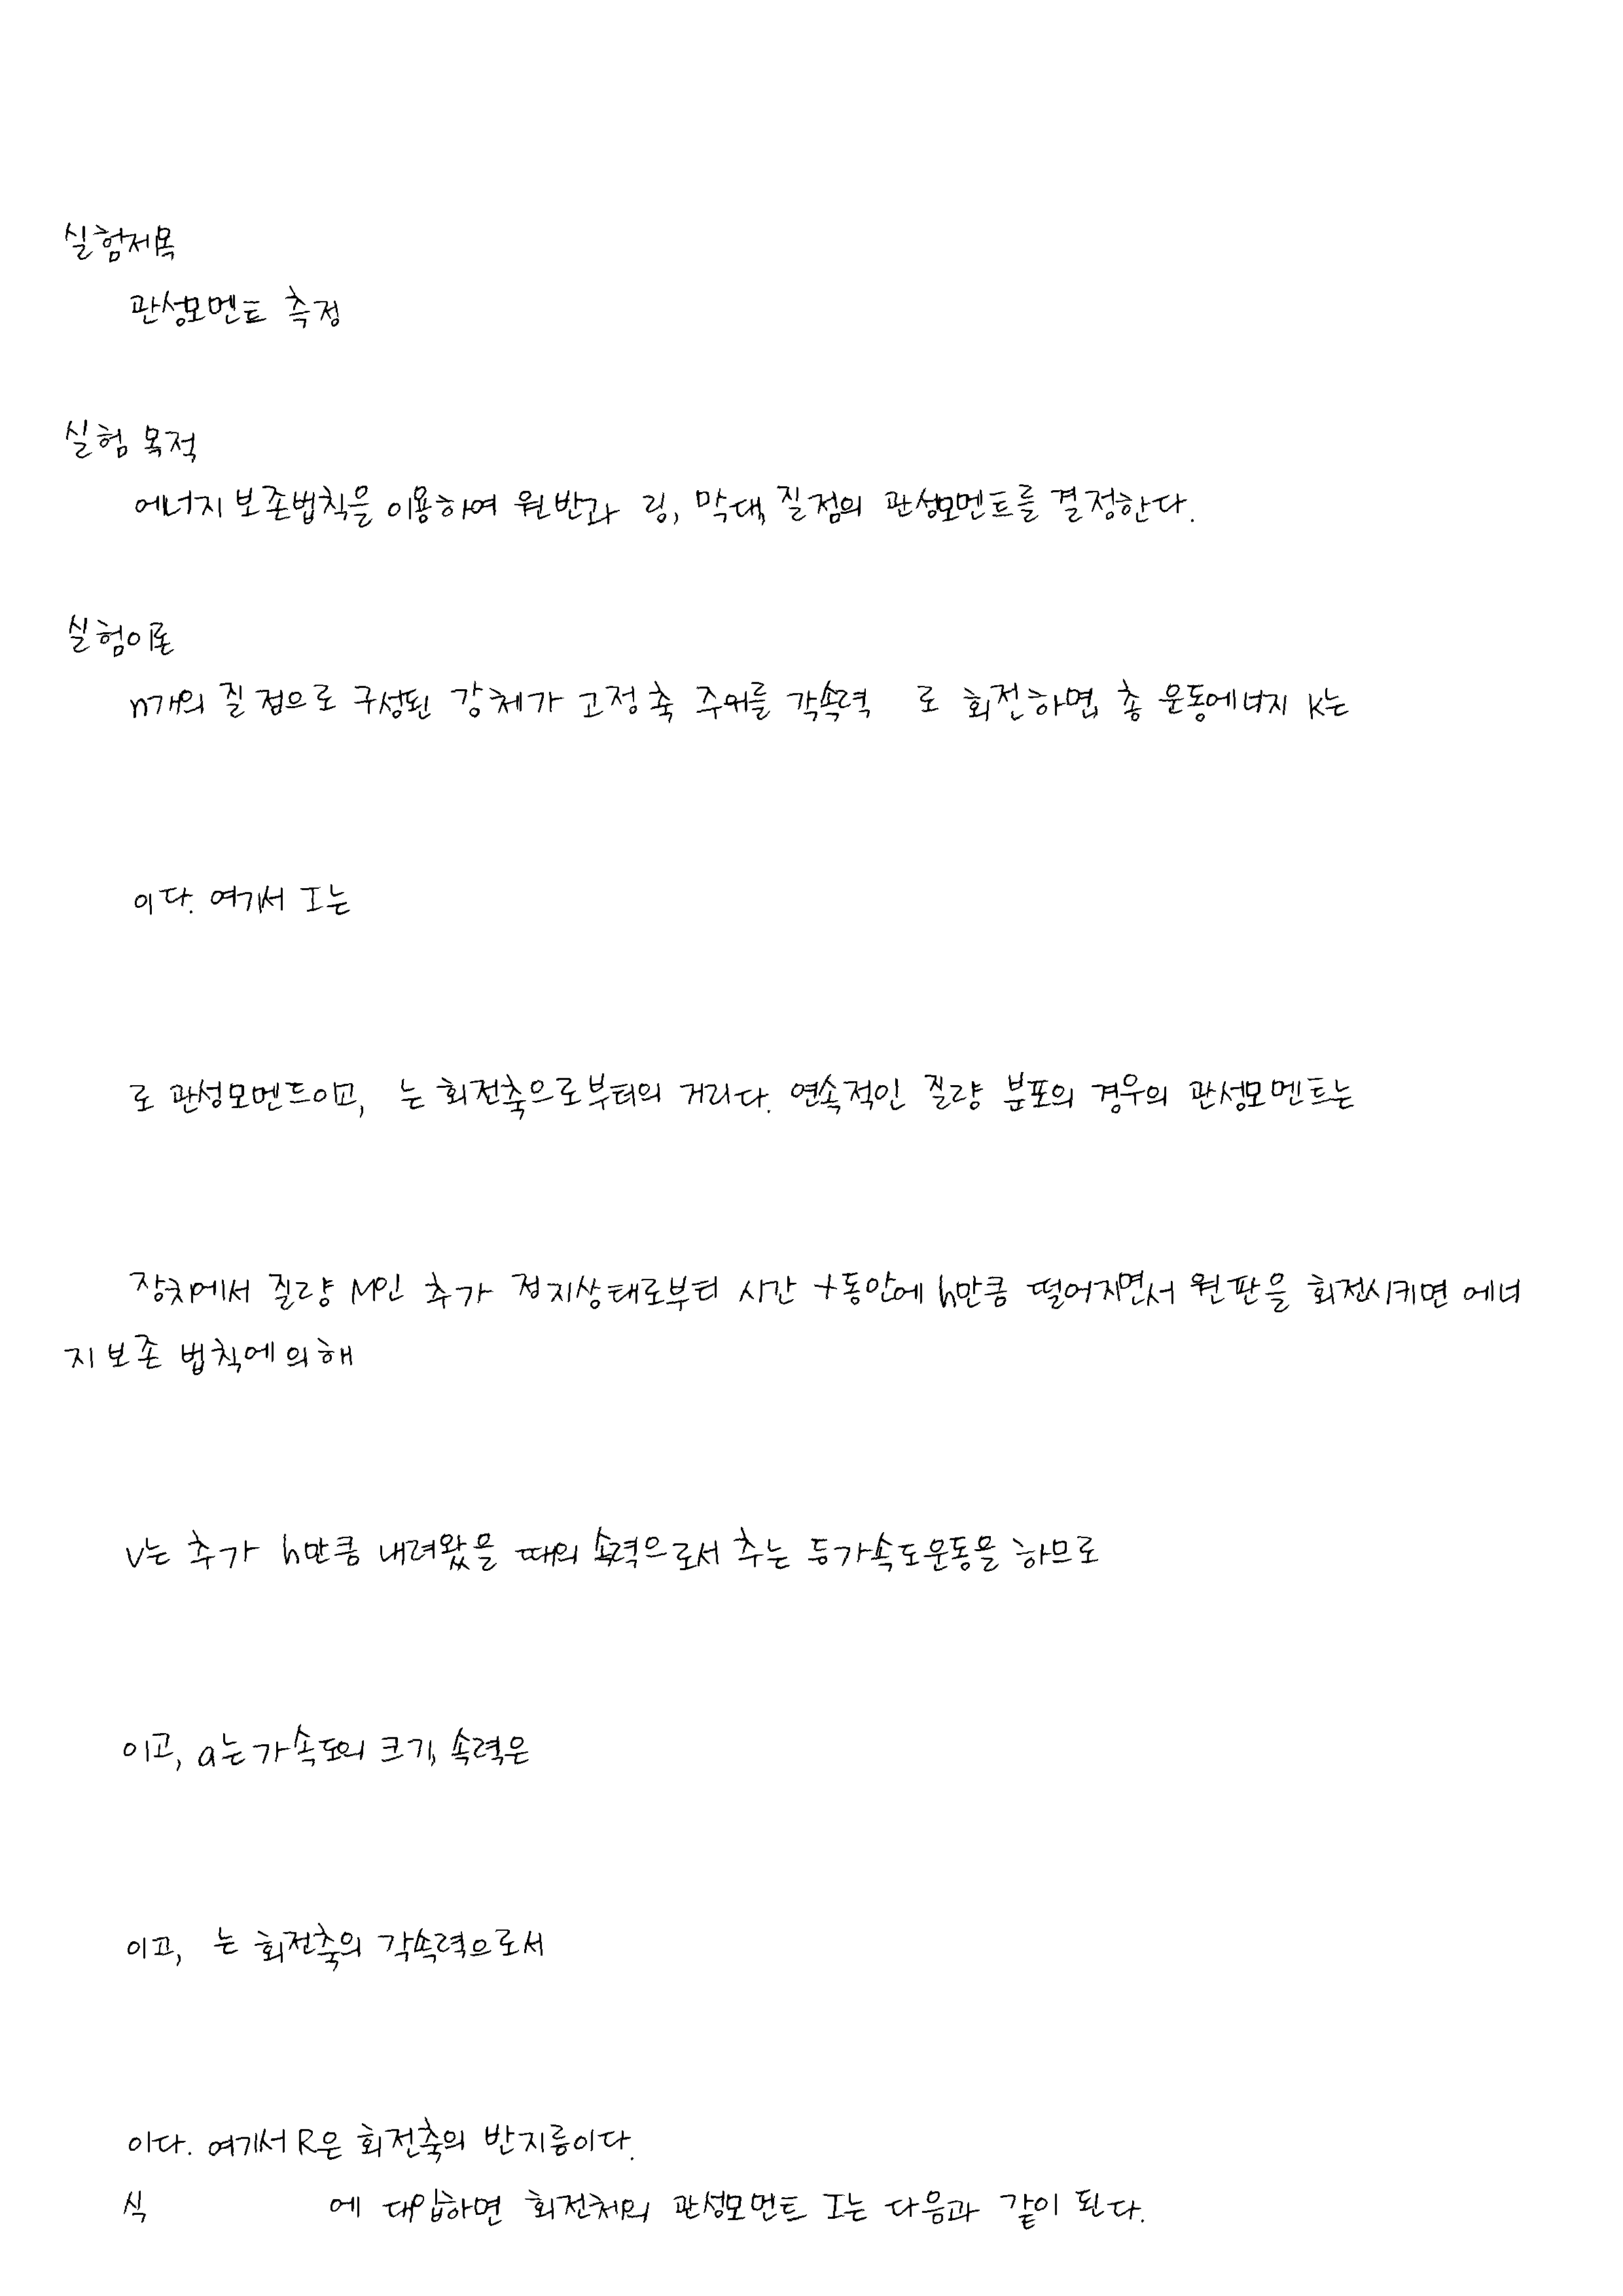 실험제목
관성모멘트 측정
실험 목적
에너지 보존법칙을 이용하여 원반과 링, 막대, 질점의 관성모멘트를 결정한다.
실험이론
n개의 질점으로 구성된 강체가 고정 축 주위를 각속력 로 회전하면, 총 운동에너지 K는
이다. 여기서 I는
로 관성모멘트이고, 는 회전축으로부터의 거리다. 연속적인 질량 분포의 경우의 관성모멘트는
장치에서 질량 M인 추가 정지상태로부터 시간 t동안에 h만큼 떨어지면서 원판을 회전시키면 에너
지 보존 법칙에 의해
v는 추가 h만큼 내려왔을 때의 속력으로서 추는 등가속도운동을 하므로
이고, a는 가속도의 크기, 속력은
이고, 는 회전축의 각속력으로서
이다. 여기서 R은 회전축의 반지름이다.
식 에 대입하면 회전체의 관성모먼트 I는 다음과 같이 된다.